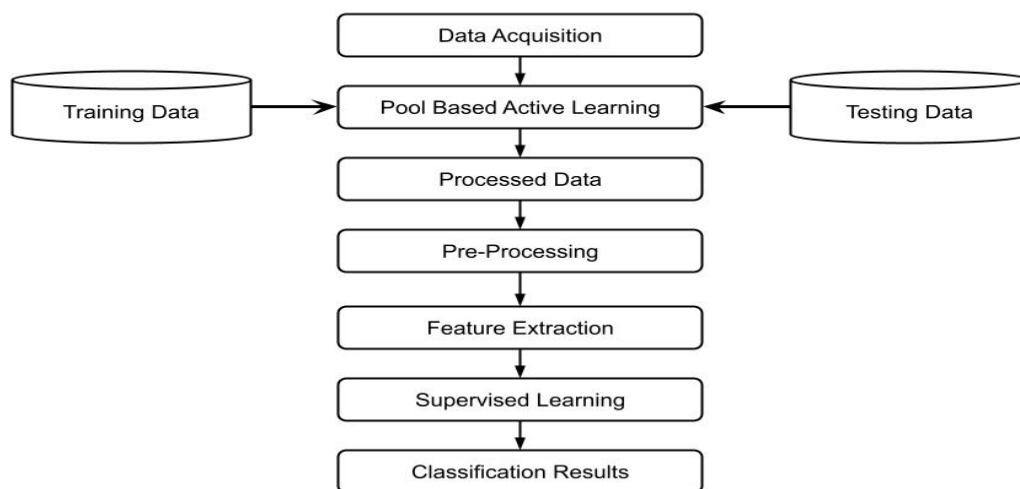 Data Acquisition
Training Data
Pool Based Active Learning
Testing Data
Processed Data
Pre-Processing
Feature Extraction
Supervised Learning
Classification Results